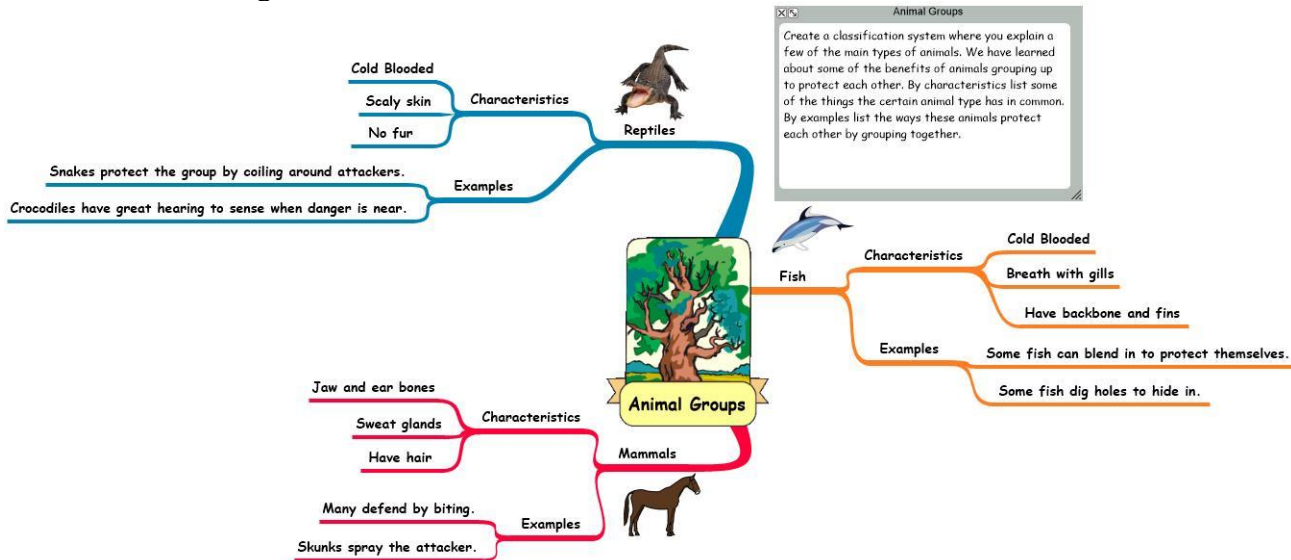 Animal Groups
Create a classification system where you explain a
few of the main types of animals. We have learned
about some of the benefits of animals grouping up
to protect each other. By characteristics list some
of the things the certain animal type has in common.
By examples list the ways these animals protect
each other by grouping together.
Cold Blooded
Scaly skin
No fur
Characteristics
Reptiles
Snakes protect the group by coiling around attackers.
Crocodiles have great hearing to sense when danger is near.
Examples
Fish
Characteristics
Cold Blooded
Breath with gills
Have backbone and fins
Examples
Some fish can blend in to protect themselves.
Some fish dig holes to hide in.
Animal Groups
Jaw and ear bones
Sweat glands
Have hair
Characteristics
Mammals
Many defend by biting.
Skunks spray the attacker.
Examples